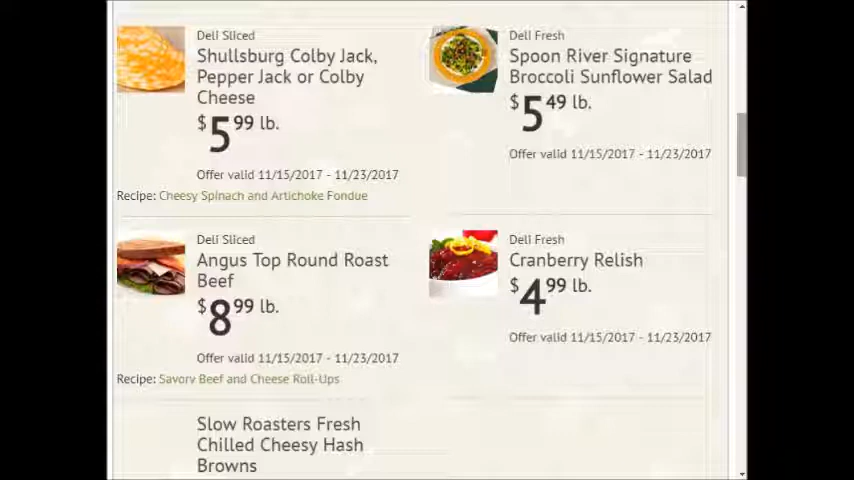 Deli Sliced
Shullsburg Colby Jack,
Pepper Jack or Colby
Cheese
$5 99 lb.
Offer valid 11/15/2017 - 11/23/2017
Recipe: Cheesy Spinach and Artichoke Fondue
Deli Fresh
Spoon River Signature
Broccoli Sunflower Salad
$5 49 lb.
Offer valid 11/15/2017 - 11/23/2017
Deli Sliced
Angus Top Round Roast
Beef
$8 99 lb.
Offer valid 11/15/2017 - 11/23/2017
Recipe: Savory Beef and Cheese Roll-Ups
Deli Fresh
Cranberry Relish
$4 99 lb.
Offer valid 11/15/2017 - 11/23/2017
Slow Roasters Fresh
Chilled Cheesy Hash
Browns